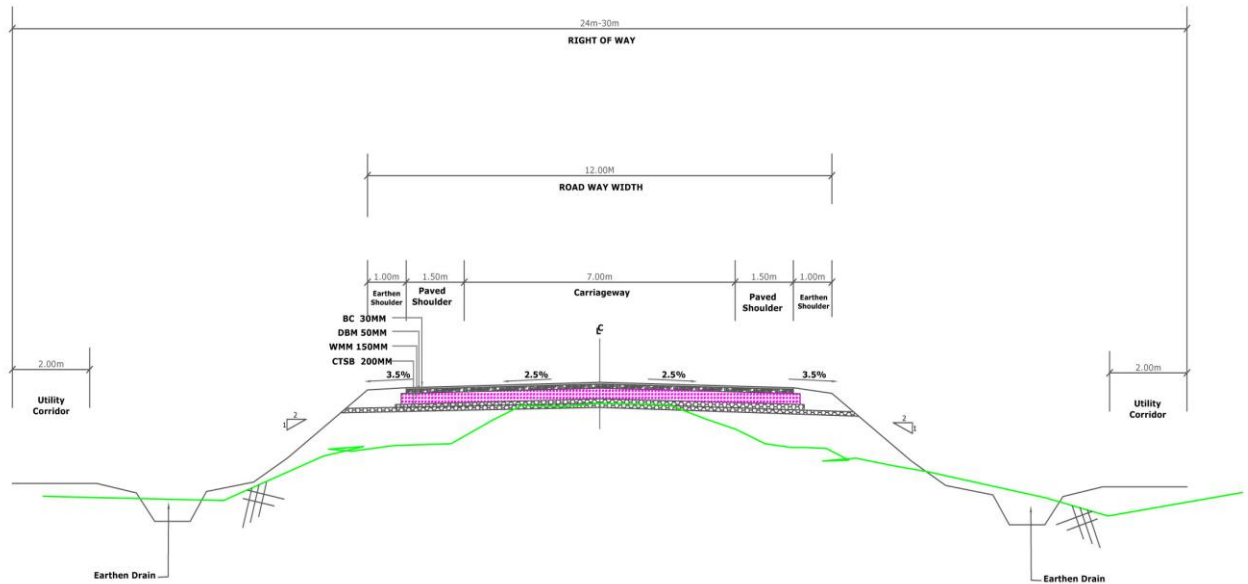 24m-30m
RIGHT OF WAY
12.00M
ROAD WAY WIDTH
1.00m
1.50m
7.00m
1.50m
1.00m
Earthen
Shoulder
Paved
Shoulder
Carriageway
Paved
Shoulder
Earthen
Shoulder
BC 30MM
DBM 50MM
WMM 150MM
CTSB 200MM
℄
2.00m
Utility
Corridor
3.5%
2.5%
2.5%
3.5%
2.00m
Utility
Corridor
2
1
2
1
Earthen Drain
Earthen Drain